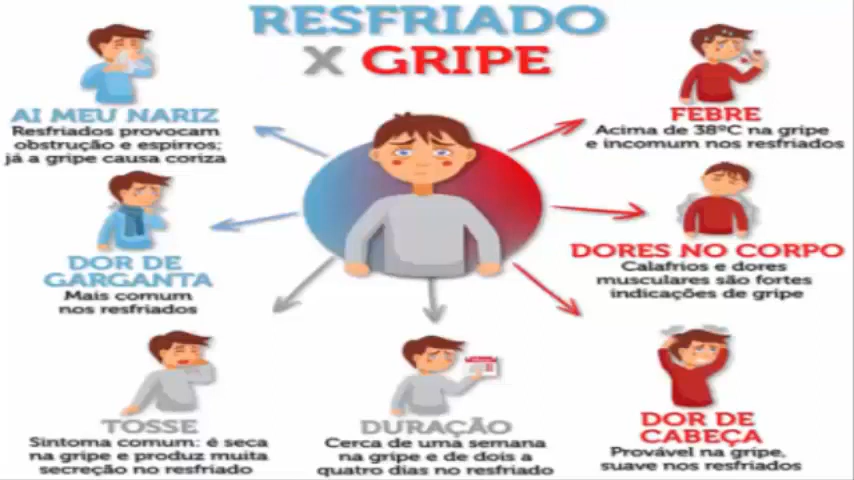 RESFRIADO
X GRIPE
AI MEU NARIZ
Resfriados provocam
obstrução e espirros;
já a gripe causa coriza
FEBRE
Acima de 38ºC na gripe
e incomum nos resfriados
DOR DE
GARGANTA
Mais comum
nos resfriados
DORES NO CORPO
Calafrios e dores
musculares são fortes
indicações de gripe
TOSSE
Sintoma comum: é seca
na gripe e produz muita
secreção no resfriado
DURAÇÃO
Cerca de uma semana
na gripe e de dois a
quatro dias no resfriado
DOR DE
CABEÇA
Provável na gripe,
suave nos resfriados